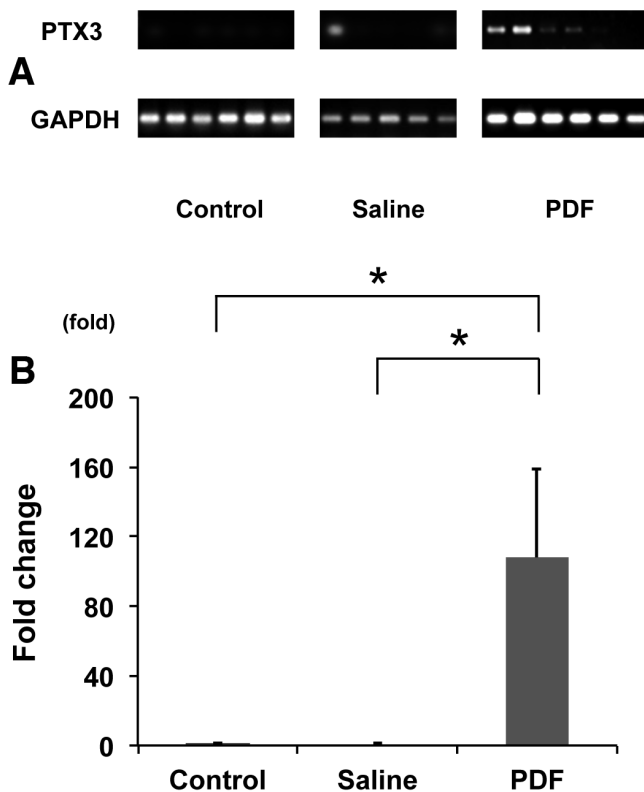 PTX3
A
GAPDH
Control Saline PDF
*
(fold)
*
B
200
160
120
80
40
0
Fold change
Control Saline PDF